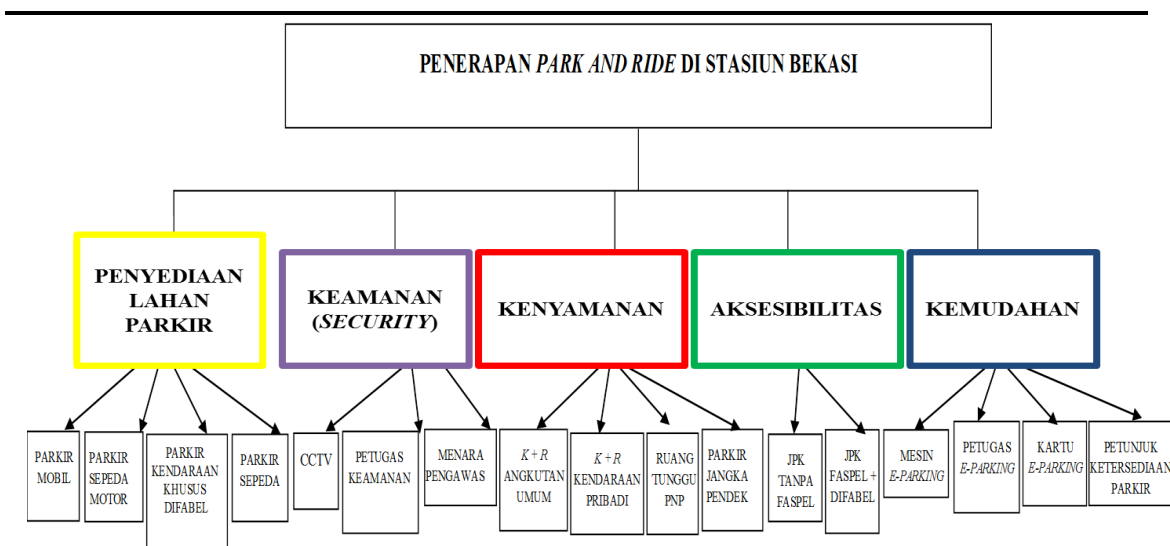 PENERAPAN PARK AND RIDE DI STASIUN BEKASI
PENYEDIAAN
LAHAN
PARKIR
KEAMANAN
(SECURITY)
KENYAMANAN
AKSESIBILITAS
KEMUDAHAN
PARKIR
MOBIL
PARKIR
SEPEDA
MOTOR
PARKIR
KENDARAAN
KHUSUS
DIFABEL
PARKIR
SEPEDA
CCTV
PETUGAS
KEAMANAN
MENARA
PENGAWAS
K + R
ANGKUTAN
UMUM
K + R
KENDARAAN
PRIBADI
RUANG
TUNGGU
PNP
PARKIR
JANGKA
PENDEK
JPK
TANPA
FASPEL
JPK
FASPEL +
DIFABEL
MESIN
E-PARKING
PETUGAS
E-PARKING
KARTU
E-PARKING
PETUNJUK
KETERSEDIAAN
PARKIR